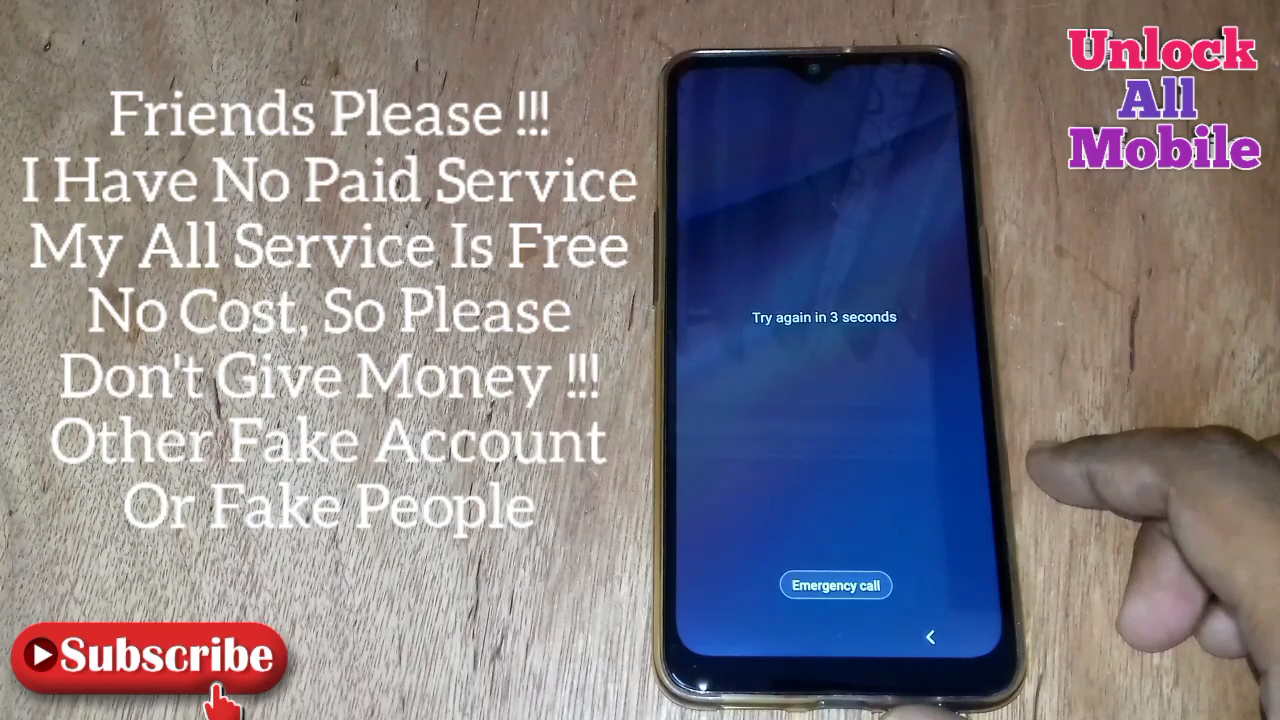 Friends Please !!!
I Have No Paid Service
My All Service Is Free
No Cost, So Please
Don't Give Money !!!
Other Fake Account
Or Fake People
Subscribe
Unlock
All
Mobile
Try again in 3 seconds
Emergency call